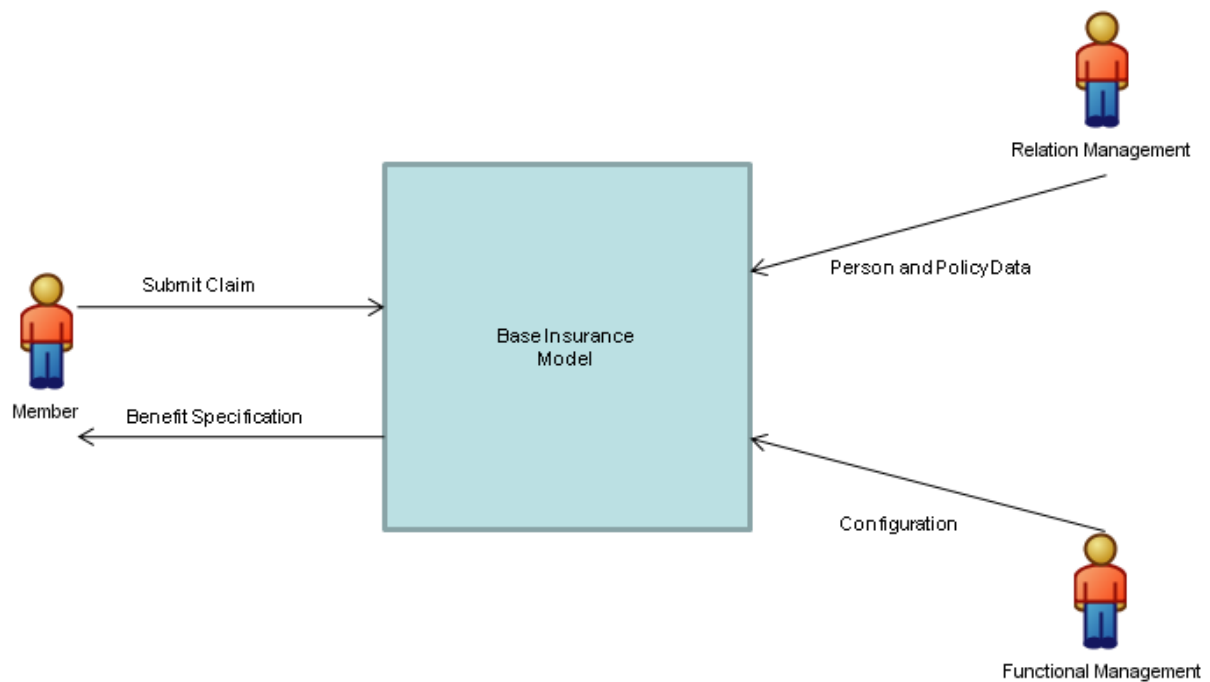 Relation Management
Person and Policy Data
Submit Claim
Base Insurance
Model
Member
Benefit Specification
Configuration
Functional Management